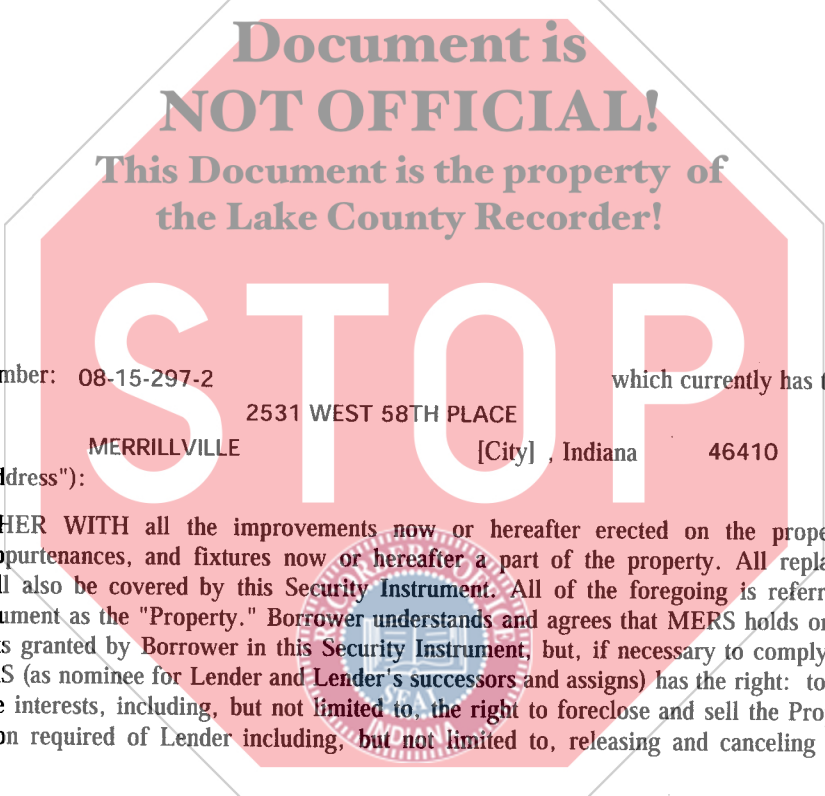 Document is
NOT OFFICIAL!
This Document is the property of
the Lake County Recorder!
STOP
mber: 08-15-297-2 which currently has t
2531 WEST 58TH PLACE
MERRILLVILLE [City] , Indiana 46410
ddress"):
HER WITH all the improvements now or hereafter erected on the prope
ppurtenances, and fixtures now or hereafter a part of the property. All repla
ll also be covered by this Security Instrument. All of the foregoing is referr
ument as the "Property." Borrower understands and agrees that MERS holds on
s granted by Borrower in this Security Instrument, but, if necessary to comply
S (as nominee for Lender and Lender's successors and assigns) has the right: to
e interests, including, but not limited to, the right to foreclose and sell the Pro
on required of Lender including, but not limited to, releasing and canceling
SEAL
INDIANA